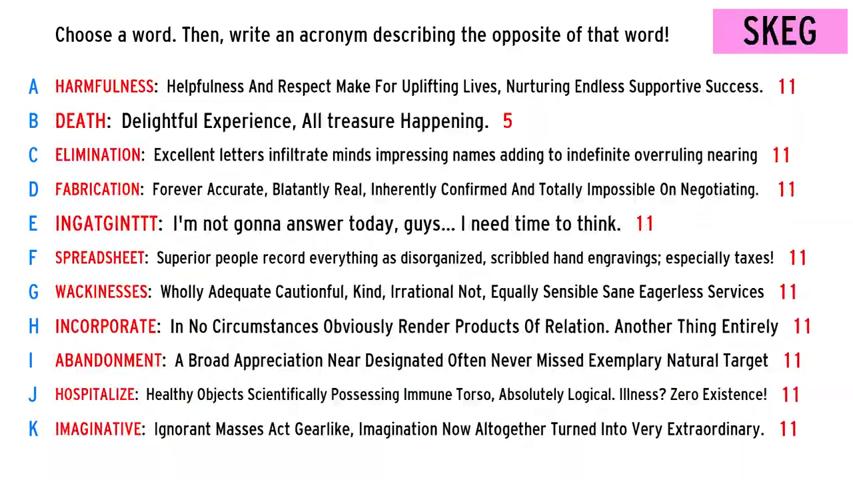 Choose a word. Then, write an acronym describing the opposite of that word!
SKEG
A HARMFULNESS: Helpfulness And Respect Make For Uplifting Lives, Nurturing Endless Supportive Success. 11
B DEATH: Delightful Experience, All treasure Happening. 5
C ELIMINATION: Excellent letters infiltrate minds impressing names adding to indefinite overruling nearing 11
D FABRICATION: Forever Accurate, Blatantly Real, Inherently Confirmed And Totally Impossible On Negotiating. 11
E INGATGINTTT: I'm not gonna answer today, guys... I need time to think. 11
F SPREADSHEET: Superior people record everything as disorganized, scribbled hand engravings; especially taxes! 11
G WACKINESSES: Wholly Adequate Cautionful, Kind, Irrational Not, Equally Sensible Sane Eagerless Services 11
H INCORPORATE: In No Circumstances Obviously Render Products Of Relation. Another Thing Entirely 11
I ABANDONMENT: A Broad Appreciation Near Designated Often Never Missed Exemplary Natural Target 11
J HOSPITALIZE: Healthy Objects Scientifically Possessing Immune Torso, Absolutely Logical. Illness? Zero Existence! 11
K IMAGINATIVE: Ignorant Masses Act Gearlike, Imagination Now Altogether Turned Into Very Extraordinary. 11